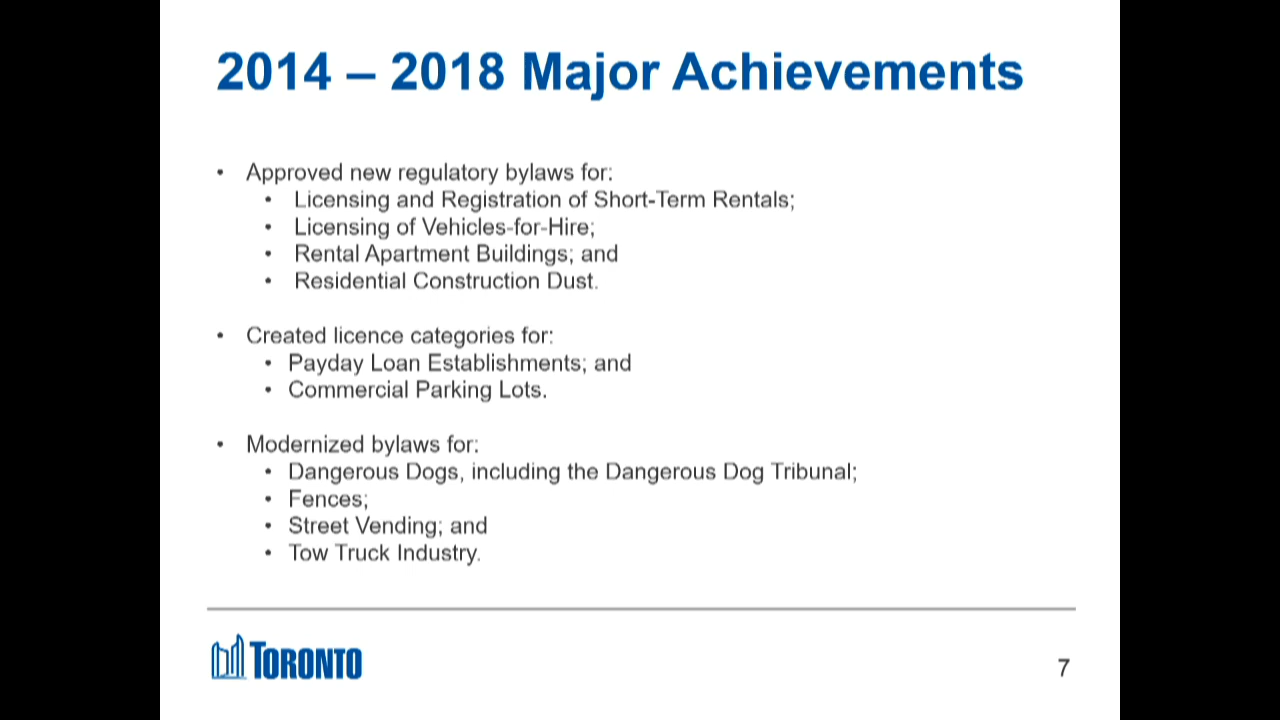 2014 – 2018 Major Achievements
• Approved new regulatory bylaws for:
• Licensing and Registration of Short-Term Rentals;
• Licensing of Vehicles-for-Hire;
• Rental Apartment Buildings; and
• Residential Construction Dust.
• Created licence categories for:
• Payday Loan Establishments; and
• Commercial Parking Lots.
• Modernized bylaws for:
• Dangerous Dogs, including the Dangerous Dog Tribunal;
• Fences;
• Street Vending; and
• Tow Truck Industry.
TORONTO
7